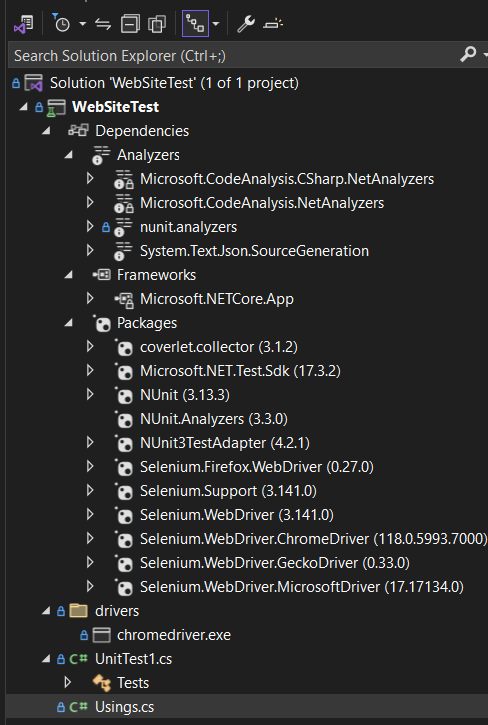 Search Solution Explorer (Ctrl+;)
Solution 'WebSiteTest' (1 of 1 project)
WebSiteTest
Dependencies
Analyzers
Microsoft.CodeAnalysis.CSharp.NetAnalyzers
Microsoft.CodeAnalysis.NetAnalyzers
nunit.analyzers
System.Text.Json.SourceGeneration
Frameworks
Microsoft.NETCore.App
Packages
coverlet.collector (3.1.2)
Microsoft.NET.Test.Sdk (17.3.2)
NUnit (3.13.3)
NUnit.Analyzers (3.3.0)
NUnit3TestAdapter (4.2.1)
Selenium.Firefox.WebDriver (0.27.0)
Selenium.Support (3.141.0)
Selenium.WebDriver (3.141.0)
Selenium.WebDriver.ChromeDriver (118.0.5993.7000)
Selenium.WebDriver.GeckoDriver (0.33.0)
Selenium.WebDriver.MicrosoftDriver (17.17134.0)
drivers
chromedriver.exe
C# UnitTest1.cs
Tests
C# Usings.cs